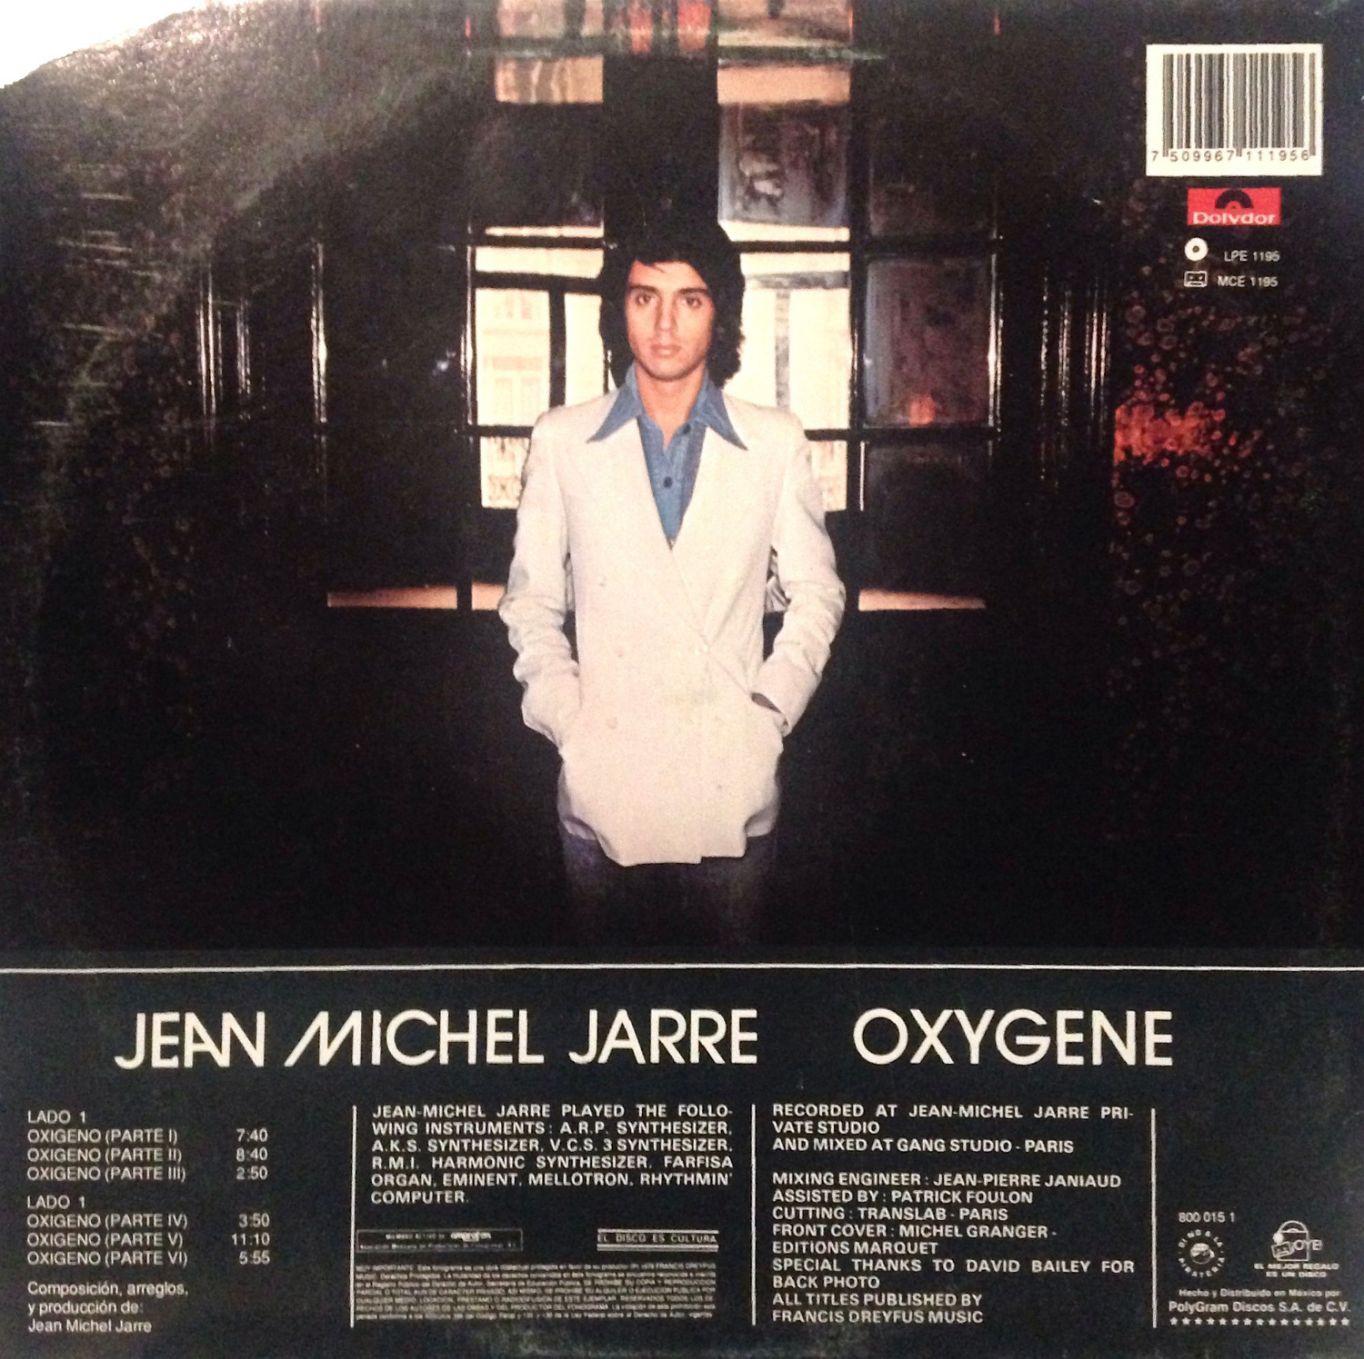 7 509967 111956
Polydor
LPE 1195
MCE 1195
JEAN MICHEL JARRE OXYGENE
LADO 1
OXIGENO (PARTE I) 7:40
OXIGENO (PARTE II) 8:40
OXIGENO (PARTE III) 2:50
LADO 1
OXIGENO (PARTE IV) 3:50
OXIGENO (PARTE V) 11:10
OXIGENO (PARTE VI) 5:55
Composición, arreglos,
y producción de:
Jean Michel Jarre
JEAN-MICHEL JARRE PLAYED THE FOLLO-
WING INSTRUMENTS : A.R.P. SYNTHESIZER,
A.K.S. SYNTHESIZER, V.C.S. 3 SYNTHESIZER,
R.M.I. HARMONIC SYNTHESIZER, FARFISA
ORGAN, EMINENT, MELLOTRON, RHYTHMIN'
COMPUTER.
EL DISCO ES CULTURA
RECORDED AT JEAN-MICHEL JARRE PRI-
VATE STUDIO
AND MIXED AT GANG STUDIO - PARIS
MIXING ENGINEER : JEAN-PIERRE JANIAUD
ASSISTED BY : PATRICK FOULON
CUTTING : TRANSLAB - PARIS
FRONT COVER : MICHEL GRANGER -
EDITIONS MARQUET
SPECIAL THANKS TO DAVID BAILEY FOR
BACK PHOTO
ALL TITLES PUBLISHED BY
FRANCIS DREYFUS MUSIC
800 015 1
DI NO A LA PIRATERIA
OYE!
EL MEJOR REGALO
ES UN DISCO
Hecho y Distribuido en México por
PolyGram Discos S.A. de C.V.